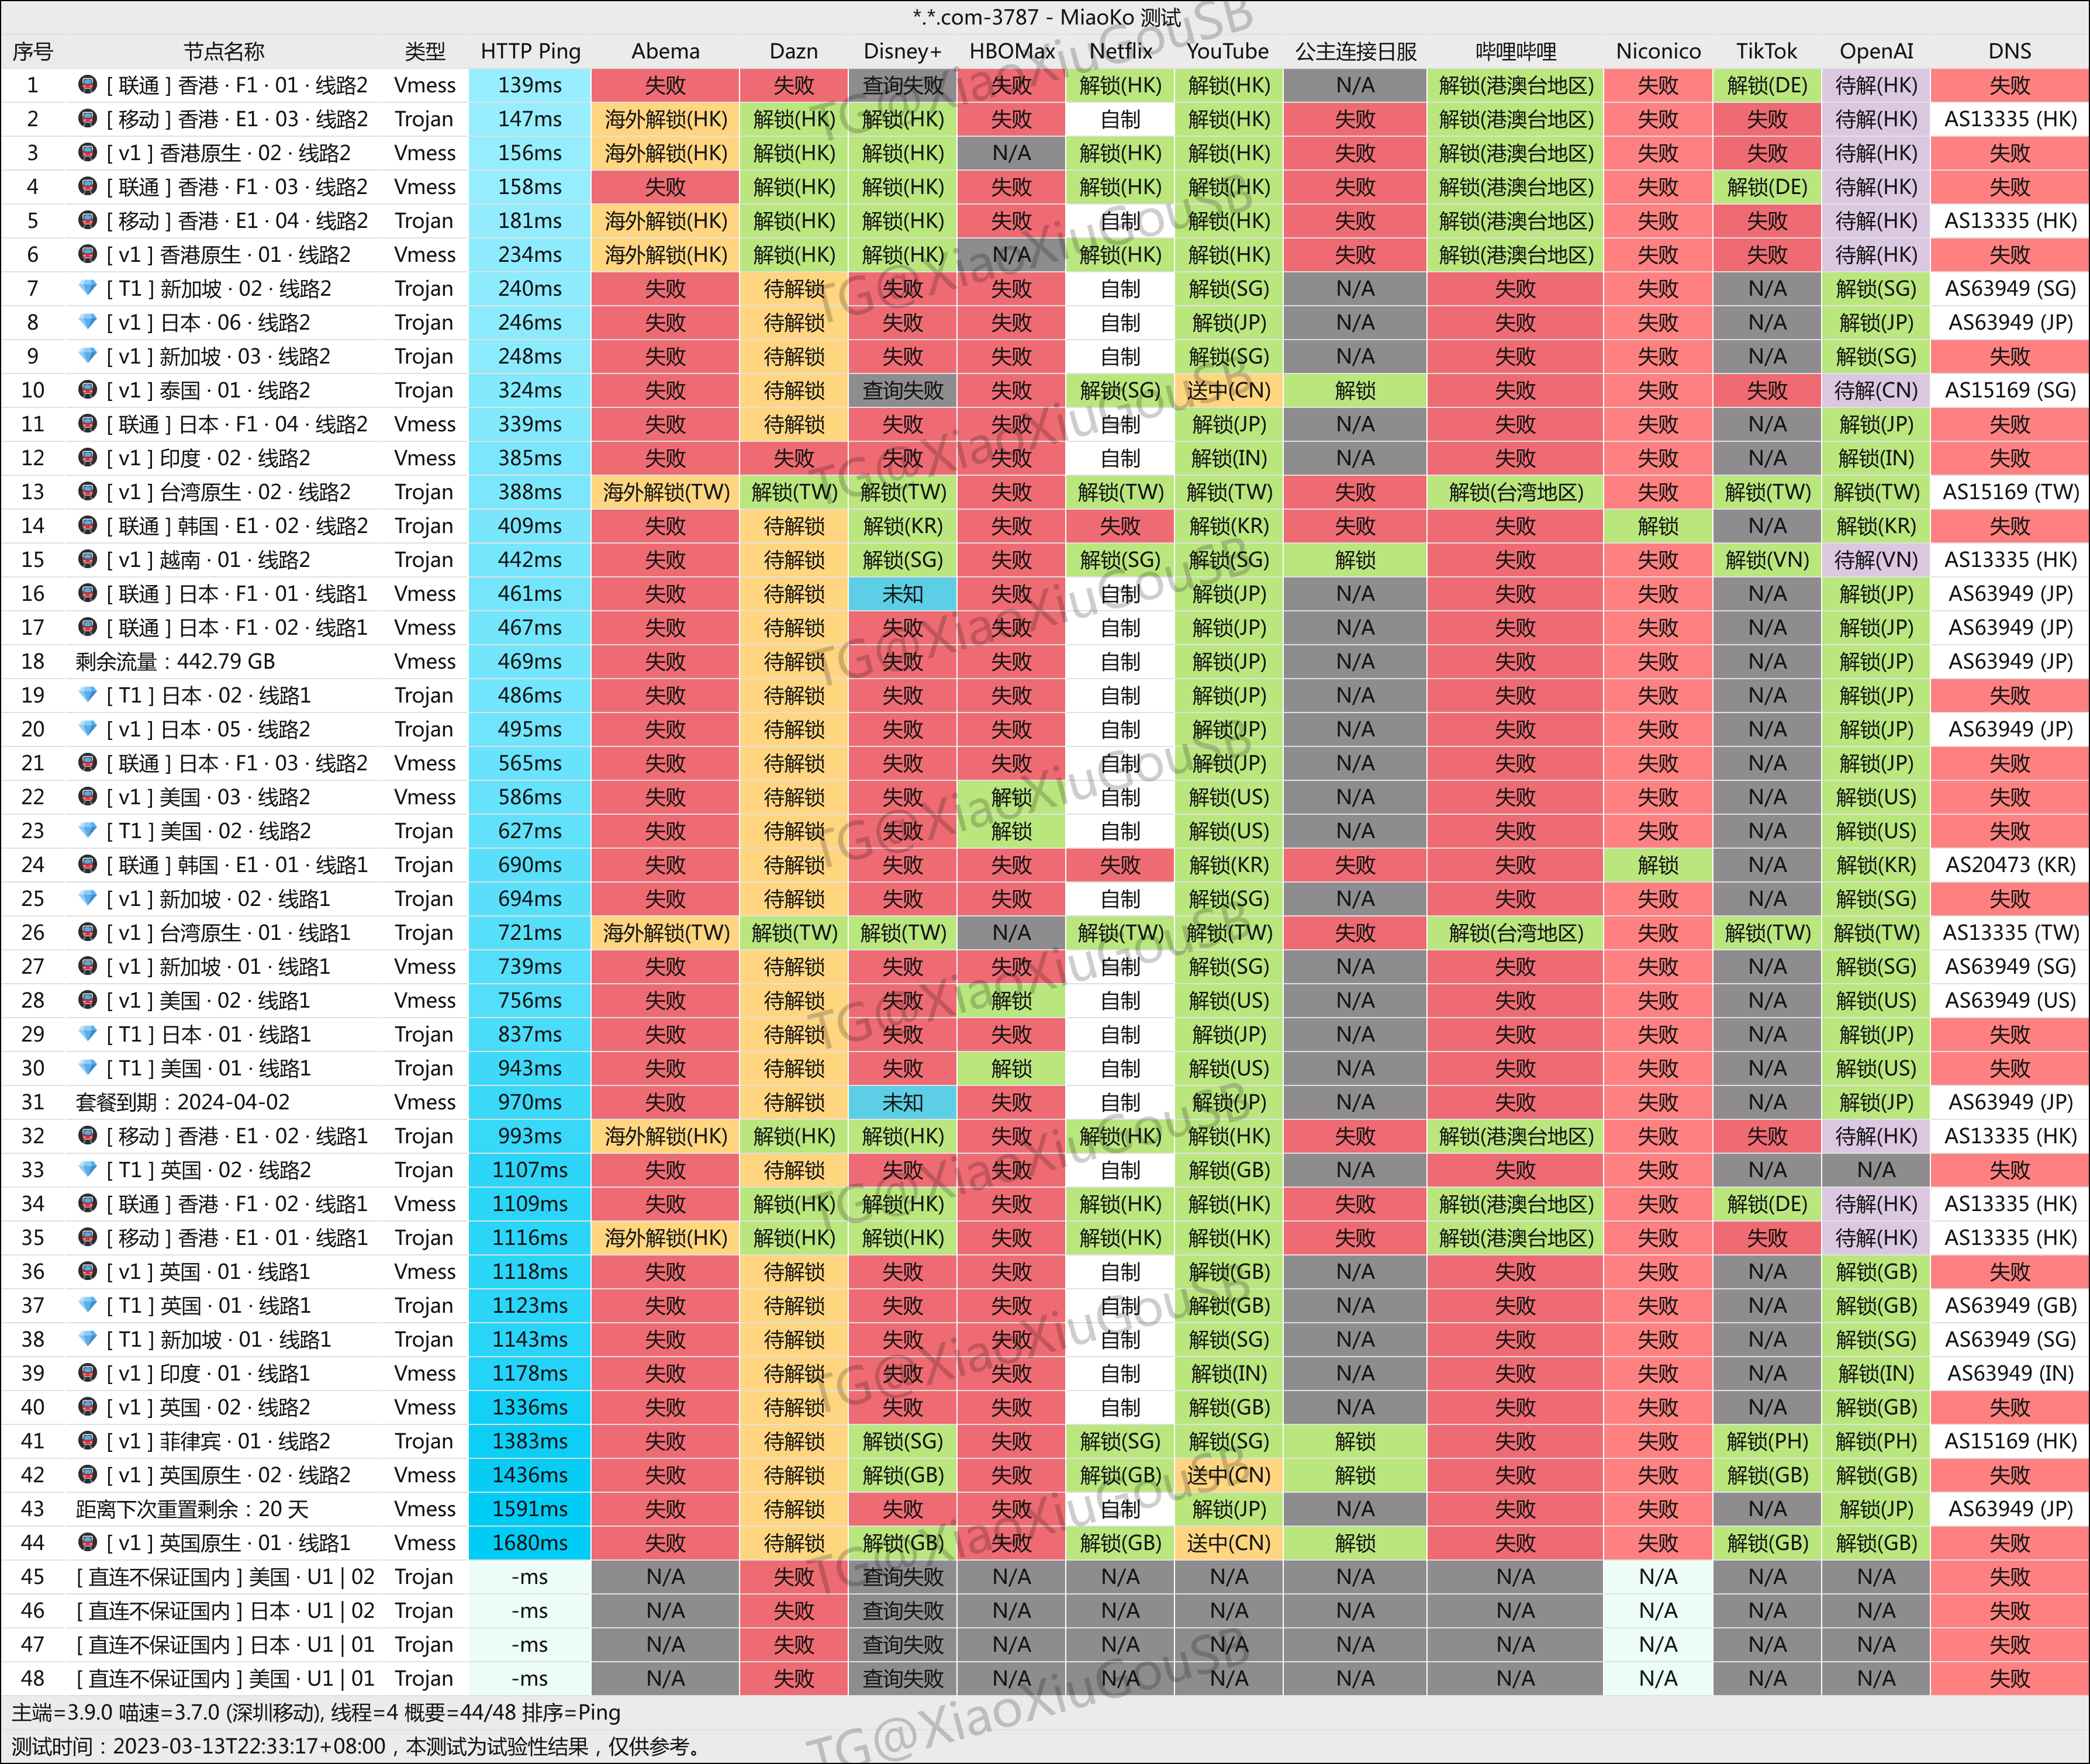 *.*.com-3787 - MiaoKo 测试
序号 节点名称 类型 HTTP Ping Abema Dazn Disney+ HBOMax Netflix YouTube 公主连接日服 哔哩哔哩 Niconico TikTok OpenAI DNS
1 [ 联通 ] 香港 · F1 · 01 · 线路2 Vmess 139ms 失败 失败 查询失败 失败 解锁(HK) 解锁(HK) N/A 解锁(港澳台地区) 失败 解锁(DE) 待解(HK) 失败
2 [ 移动 ] 香港 · E1 · 03 · 线路2 Trojan 147ms 海外解锁(HK) 解锁(HK) 解锁(HK) 失败 自制 解锁(HK) 失败 解锁(港澳台地区) 失败 失败 待解(HK) AS13335 (HK)
3 [ v1 ] 香港原生 · 02 · 线路2 Vmess 156ms 海外解锁(HK) 解锁(HK) 解锁(HK) N/A 解锁(HK) 解锁(HK) 失败 解锁(港澳台地区) 失败 失败 待解(HK) 失败
4 [ 联通 ] 香港 · F1 · 03 · 线路2 Vmess 158ms 失败 解锁(HK) 解锁(HK) 失败 解锁(HK) 解锁(HK) 失败 解锁(港澳台地区) 失败 解锁(DE) 待解(HK) 失败
5 [ 移动 ] 香港 · E1 · 04 · 线路2 Trojan 181ms 海外解锁(HK) 解锁(HK) 解锁(HK) 失败 自制 解锁(HK) 失败 解锁(港澳台地区) 失败 失败 待解(HK) AS13335 (HK)
6 [ v1 ] 香港原生 · 01 · 线路2 Vmess 234ms 海外解锁(HK) 解锁(HK) 解锁(HK) N/A 解锁(HK) 解锁(HK) 失败 解锁(港澳台地区) 失败 失败 待解(HK) 失败
7 [ T1 ] 新加坡 · 02 · 线路2 Trojan 240ms 失败 待解锁 失败 失败 自制 解锁(SG) N/A 失败 失败 N/A 解锁(SG) AS63949 (SG)
8 [ v1 ] 日本 · 06 · 线路2 Trojan 246ms 失败 待解锁 失败 失败 自制 解锁(JP) N/A 失败 失败 N/A 解锁(JP) AS63949 (JP)
9 [ v1 ] 新加坡 · 03 · 线路2 Trojan 248ms 失败 待解锁 失败 失败 自制 解锁(SG) N/A 失败 失败 N/A 解锁(SG) 失败
10 [ v1 ] 泰国 · 01 · 线路2 Trojan 324ms 失败 待解锁 查询失败 失败 解锁(SG) 送中(CN) 解锁 失败 失败 失败 待解(CN) AS15169 (SG)
11 [ 联通 ] 日本 · F1 · 04 · 线路2 Vmess 339ms 失败 待解锁 失败 失败 自制 解锁(JP) N/A 失败 失败 N/A 解锁(JP) 失败
12 [ v1 ] 印度 · 02 · 线路2 Vmess 385ms 失败 失败 失败 失败 自制 解锁(IN) N/A 失败 失败 N/A 解锁(IN) 失败
13 [ v1 ] 台湾原生 · 02 · 线路2 Trojan 388ms 海外解锁(TW) 解锁(TW) 解锁(TW) 失败 解锁(TW) 解锁(TW) 失败 解锁(台湾地区) 失败 解锁(TW) 解锁(TW) AS15169 (TW)
14 [ 联通 ] 韩国 · E1 · 02 · 线路2 Trojan 409ms 失败 待解锁 解锁(KR) 失败 失败 解锁(KR) 失败 失败 解锁 N/A 解锁(KR) 失败
15 [ v1 ] 越南 · 01 · 线路2 Trojan 442ms 失败 待解锁 解锁(SG) 失败 解锁(SG) 解锁(SG) 解锁 失败 失败 解锁(VN) 待解(VN) AS13335 (HK)
16 [ 联通 ] 日本 · F1 · 01 · 线路1 Vmess 461ms 失败 待解锁 未知 失败 自制 解锁(JP) N/A 失败 失败 N/A 解锁(JP) AS63949 (JP)
17 [ 联通 ] 日本 · F1 · 02 · 线路1 Vmess 467ms 失败 待解锁 失败 失败 自制 解锁(JP) N/A 失败 失败 N/A 解锁(JP) AS63949 (JP)
18 剩余流量：442.79 GB Vmess 469ms 失败 待解锁 失败 失败 自制 解锁(JP) N/A 失败 失败 N/A 解锁(JP) AS63949 (JP)
19 [ T1 ] 日本 · 02 · 线路1 Trojan 486ms 失败 待解锁 失败 失败 自制 解锁(JP) N/A 失败 失败 N/A 解锁(JP) 失败
20 [ v1 ] 日本 · 05 · 线路2 Trojan 495ms 失败 待解锁 失败 失败 自制 解锁(JP) N/A 失败 失败 N/A 解锁(JP) AS63949 (JP)
21 [ 联通 ] 日本 · F1 · 03 · 线路2 Vmess 565ms 失败 待解锁 失败 失败 自制 解锁(JP) N/A 失败 失败 N/A 解锁(JP) 失败
22 [ v1 ] 美国 · 03 · 线路2 Vmess 586ms 失败 待解锁 失败 解锁 自制 解锁(US) N/A 失败 失败 N/A 解锁(US) 失败
23 [ T1 ] 美国 · 02 · 线路2 Trojan 627ms 失败 待解锁 失败 解锁 自制 解锁(US) N/A 失败 失败 N/A 解锁(US) 失败
24 [ 联通 ] 韩国 · E1 · 01 · 线路1 Trojan 690ms 失败 待解锁 失败 失败 失败 解锁(KR) 失败 失败 解锁 N/A 解锁(KR) AS20473 (KR)
25 [ v1 ] 新加坡 · 02 · 线路1 Trojan 694ms 失败 待解锁 失败 失败 自制 解锁(SG) N/A 失败 失败 N/A 解锁(SG) 失败
26 [ v1 ] 台湾原生 · 01 · 线路1 Trojan 721ms 海外解锁(TW) 解锁(TW) 解锁(TW) N/A 解锁(TW) 解锁(TW) 失败 解锁(台湾地区) 失败 解锁(TW) 解锁(TW) AS13335 (TW)
27 [ v1 ] 新加坡 · 01 · 线路1 Trojan 739ms 失败 待解锁 失败 失败 自制 解锁(SG) N/A 失败 失败 N/A 解锁(SG) AS63949 (SG)
28 [ v1 ] 美国 · 02 · 线路1 Vmess 756ms 失败 待解锁 失败 解锁 自制 解锁(US) N/A 失败 失败 N/A 解锁(US) AS63949 (US)
29 [ T1 ] 日本 · 01 · 线路1 Trojan 837ms 失败 待解锁 失败 失败 自制 解锁(JP) N/A 失败 失败 N/A 解锁(JP) 失败
30 [ T1 ] 美国 · 01 · 线路1 Trojan 943ms 失败 待解锁 失败 解锁 自制 解锁(US) N/A 失败 失败 N/A 解锁(US) 失败
31 套餐到期：2024-04-02 Vmess 970ms 失败 待解锁 未知 失败 自制 解锁(JP) N/A 失败 失败 N/A 解锁(JP) AS63949 (JP)
32 [ 移动 ] 香港 · E1 · 02 · 线路1 Trojan 993ms 海外解锁(HK) 解锁(HK) 解锁(HK) 失败 解锁(HK) 解锁(HK) 失败 解锁(港澳台地区) 失败 失败 待解(HK) AS13335 (HK)
33 [ T1 ] 英国 · 02 · 线路2 Trojan 1107ms 失败 待解锁 失败 失败 自制 解锁(GB) N/A 失败 失败 N/A N/A 失败
34 [ 联通 ] 香港 · F1 · 02 · 线路1 Vmess 1109ms 失败 解锁(HK) 解锁(HK) 失败 解锁(HK) 解锁(HK) 失败 解锁(港澳台地区) 失败 解锁(DE) 待解(HK) AS13335 (HK)
35 [ 移动 ] 香港 · E1 · 01 · 线路1 Trojan 1116ms 海外解锁(HK) 解锁(HK) 解锁(HK) 失败 解锁(HK) 解锁(HK) 失败 解锁(港澳台地区) 失败 失败 待解(HK) AS13335 (HK)
36 [ v1 ] 英国 · 01 · 线路1 Vmess 1118ms 失败 待解锁 失败 失败 自制 解锁(GB) N/A 失败 失败 N/A 解锁(GB) 失败
37 [ T1 ] 英国 · 01 · 线路1 Trojan 1123ms 失败 待解锁 失败 失败 自制 解锁(GB) N/A 失败 失败 N/A 解锁(GB) AS63949 (GB)
38 [ T1 ] 新加坡 · 01 · 线路1 Trojan 1143ms 失败 待解锁 失败 失败 自制 解锁(SG) N/A 失败 失败 N/A 解锁(SG) AS63949 (SG)
39 [ v1 ] 印度 · 01 · 线路1 Vmess 1178ms 失败 待解锁 失败 失败 自制 解锁(IN) N/A 失败 失败 N/A 解锁(IN) AS63949 (IN)
40 [ v1 ] 英国 · 02 · 线路2 Vmess 1336ms 失败 待解锁 失败 失败 自制 解锁(GB) N/A 失败 失败 N/A 解锁(GB) 失败
41 [ v1 ] 菲律宾 · 01 · 线路2 Trojan 1383ms 失败 待解锁 解锁(SG) 失败 解锁(SG) 解锁(SG) 解锁 失败 失败 解锁(PH) 解锁(PH) AS15169 (HK)
42 [ v1 ] 英国原生 · 02 · 线路2 Vmess 1436ms 失败 待解锁 解锁(GB) 失败 解锁(GB) 送中(CN) 解锁 失败 失败 解锁(GB) 解锁(GB) 失败
43 距离下次重置剩余：20 天 Vmess 1591ms 失败 待解锁 失败 失败 自制 解锁(JP) N/A 失败 失败 N/A 解锁(JP) AS63949 (JP)
44 [ v1 ] 英国原生 · 01 · 线路1 Vmess 1680ms 失败 待解锁 解锁(GB) 失败 解锁(GB) 送中(CN) 解锁 失败 失败 解锁(GB) 解锁(GB) 失败
45 [ 直连不保证国内 ] 美国 · U1 | 02 Trojan -ms N/A 失败 查询失败 N/A N/A N/A N/A N/A N/A N/A N/A 失败
46 [ 直连不保证国内 ] 日本 · U1 | 02 Trojan -ms N/A 失败 查询失败 N/A N/A N/A N/A N/A N/A N/A N/A 失败
47 [ 直连不保证国内 ] 日本 · U1 | 01 Trojan -ms N/A 失败 查询失败 N/A N/A N/A N/A N/A N/A N/A N/A 失败
48 [ 直连不保证国内 ] 美国 · U1 | 01 Trojan -ms N/A 失败 查询失败 N/A N/A N/A N/A N/A N/A N/A N/A 失败
主端=3.9.0 喵速=3.7.0 (深圳移动), 线程=4 概要=44/48 排序=Ping
测试时间：2023-03-13T22:33:17+08:00，本测试为试验性结果，仅供参考。
TG@XiaoXiuGouSB
TG@XiaoXiuGouSB
TG@XiaoXiuGouSB
TG@XiaoXiuGouSB
TG@XiaoXiuGouSB
TG@XiaoXiuGouSB
TG@XiaoXiuGouSB
TG@XiaoXiuGouSB
TG@XiaoXiuGouSB
TG@XiaoXiuGouSB